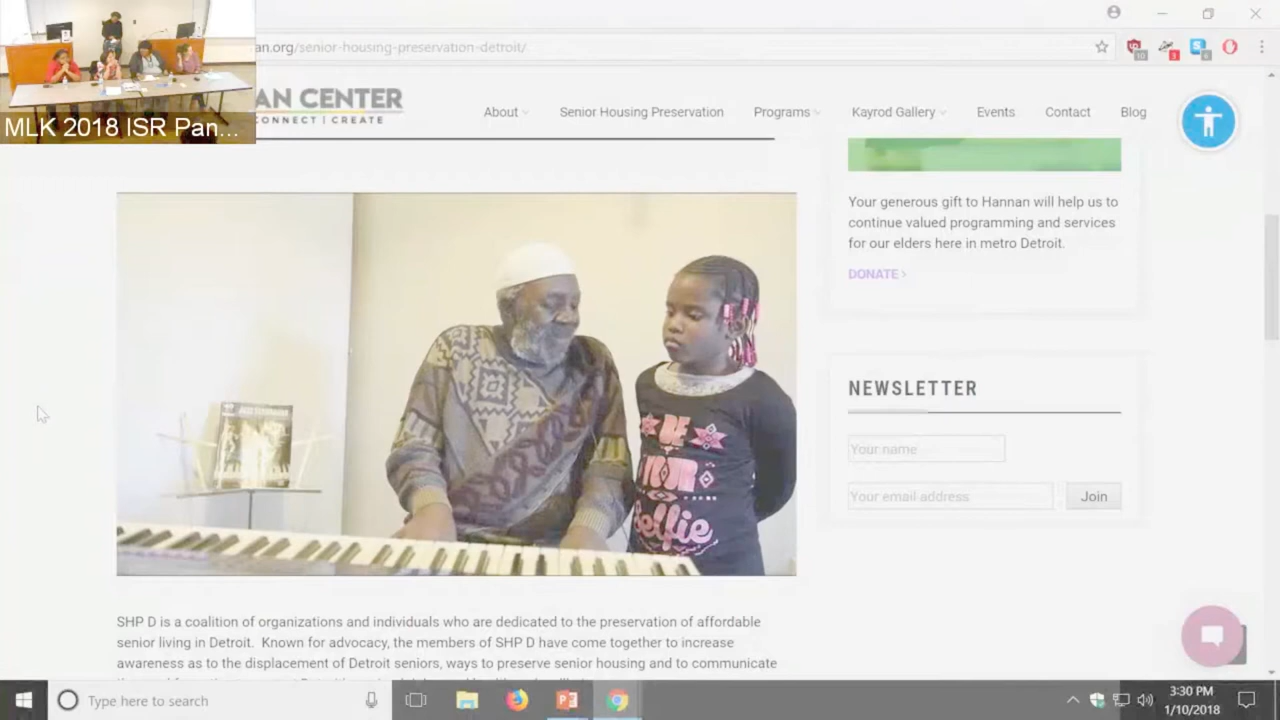 MLK 2018 ISR Pan...
an.org/senior-housing-preservation-detroit/
AN CENTER
CONNECT | CREATE
About
Senior Housing Preservation
Programs
Kayrod Gallery
Events
Contact
Blog
Your generous gift to Hannan will help us to
continue valued programming and services
for our elders here in metro Detroit.
DONATE >
BE
YOUR
Selfie
NEWSLETTER
Your name
Your email address
Join
SHP D is a coalition of organizations and individuals who are dedicated to the preservation of affordable
senior living in Detroit. Known for advocacy, the members of SHP D have come together to increase
awareness as to the displacement of Detroit seniors, ways to preserve senior housing and to communicate
Type here to search
3:30 PM
1/10/2018